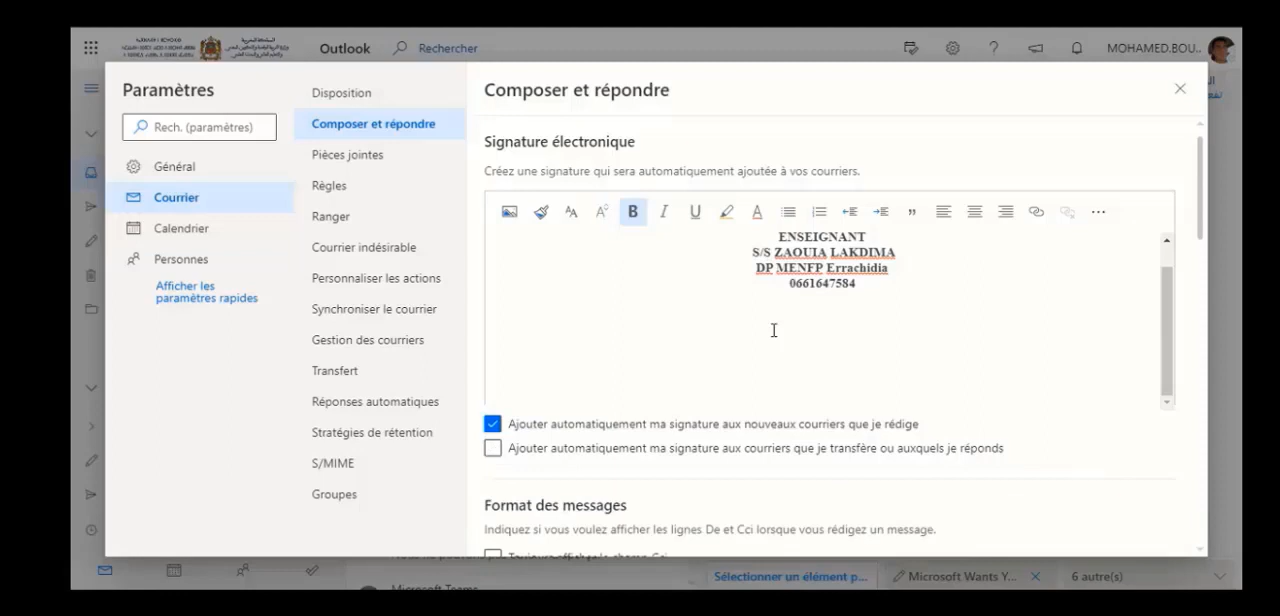 Outlook
Rechercher
MOHAMED.BOU..
Paramètres
Rech. (paramètres)
Général
Courrier
Calendrier
Personnes
Afficher les
paramètres rapides
Disposition
Composer et répondre
Pièces jointes
Règles
Ranger
Courrier indésirable
Personnaliser les actions
Synchroniser le courrier
Gestion des courriers
Transfert
Réponses automatiques
Stratégies de rétention
S/MIME
Groupes
Composer et répondre
Signature électronique
Créez une signature qui sera automatiquement ajoutée à vos courriers.
ENSEIGNANT
S/S ZAOUIA LAKDIMA
DP MENFP Errachidia
0661647584
Ajouter automatiquement ma signature aux nouveaux courriers que je rédige
Ajouter automatiquement ma signature aux courriers que je transfère ou auxquels je réponds
Format des messages
Indiquez si vous voulez afficher les lignes De et Cci lorsque vous rédigez un message.
Toujours afficher le champ Cci
Microsoft Teams
Sélectionner un élément p...
Microsoft Wants Y...
6 autre(s)